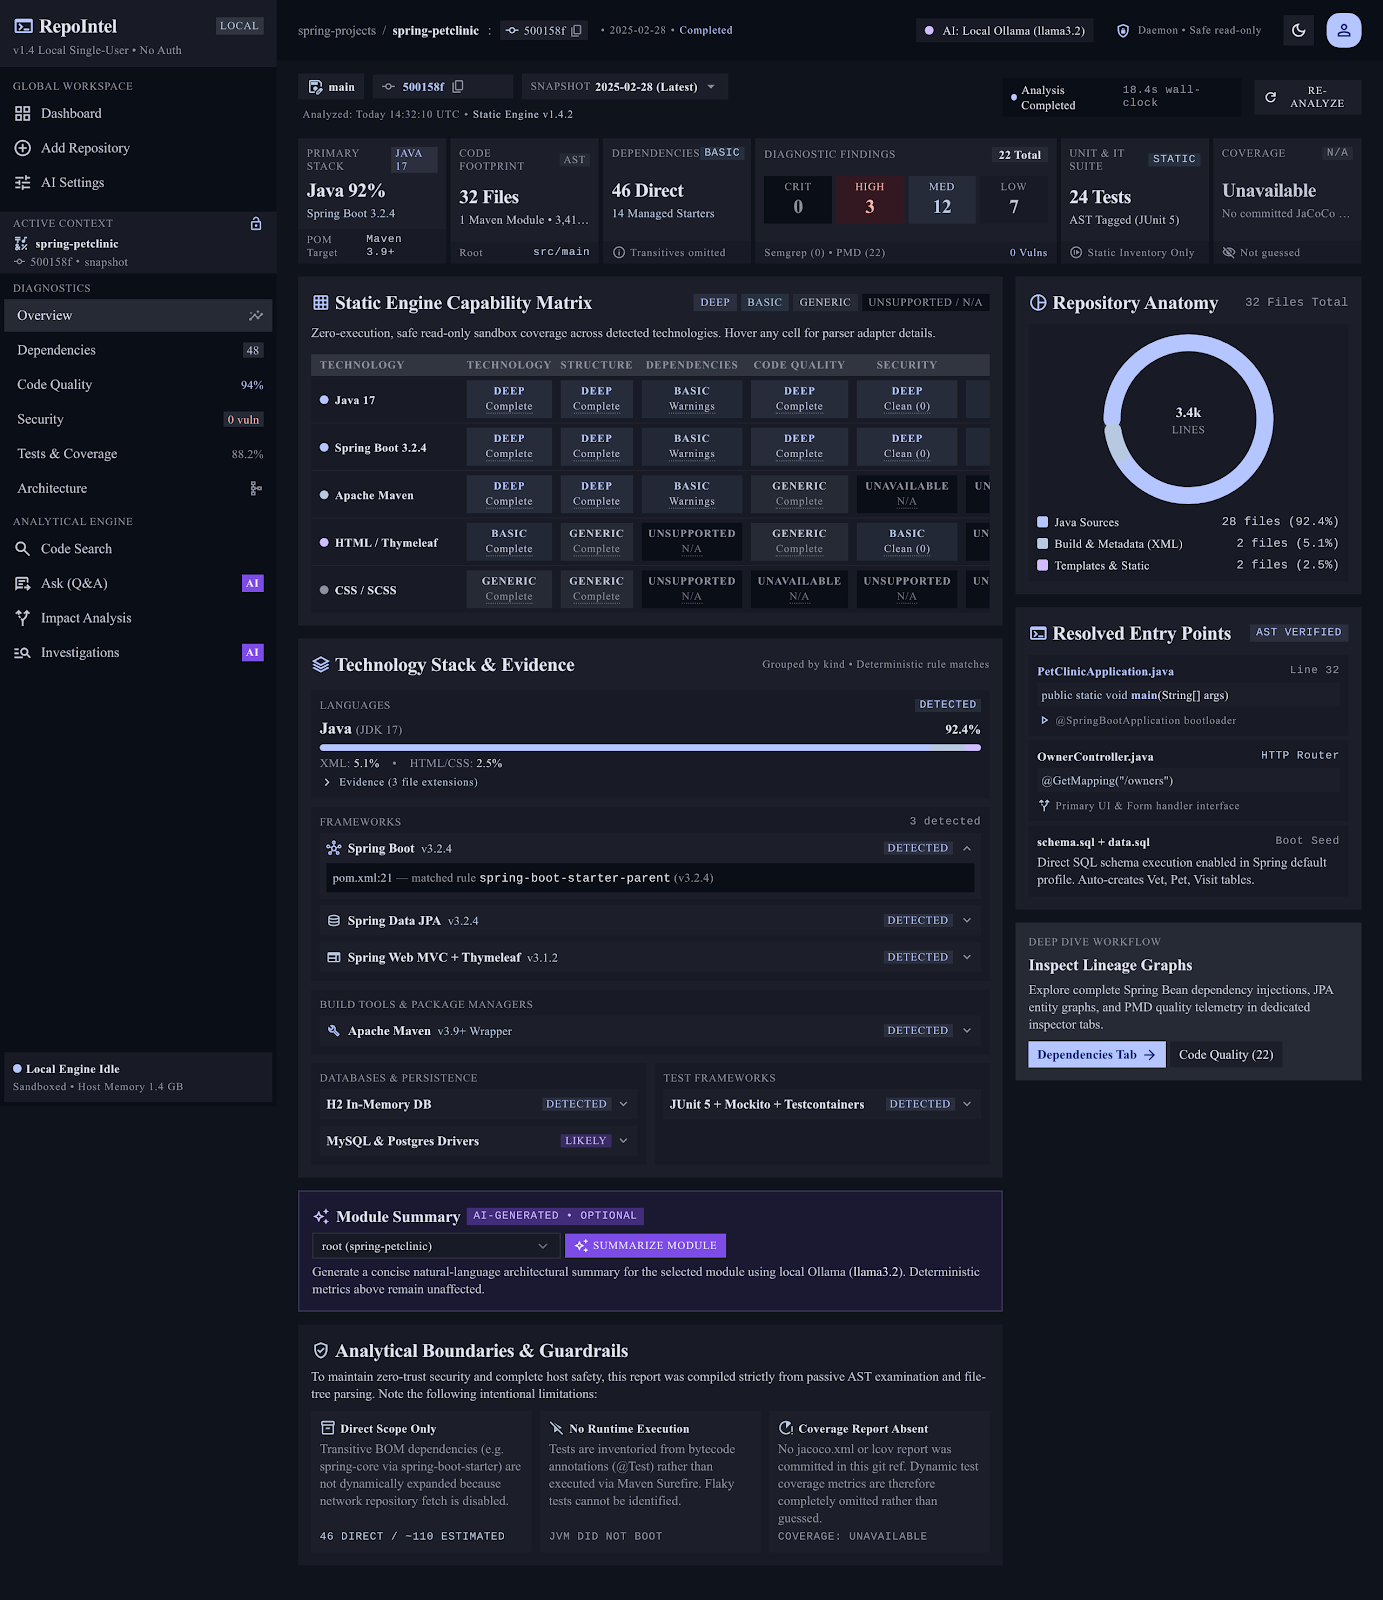 RepoIntel
LOCAL
v1.4 Local Single-User • No Auth
GLOBAL WORKSPACE
Dashboard
Add Repository
AI Settings
ACTIVE CONTEXT
spring-petclinic
500158f • snapshot
DIAGNOSTICS
Overview
Dependencies 48
Code Quality 94%
Security 0 vuln
Tests & Coverage 88.2%
Architecture
ANALYTICAL ENGINE
Code Search
Ask (Q&A) AI
Impact Analysis
Investigations AI
Local Engine Idle
Sandboxed • Host Memory 1.4 GB
spring-projects / spring-petclinic : 500158f • 2025-02-28 • Completed
AI: Local Ollama (llama3.2)
Daemon • Safe read-only
main 500158f SNAPSHOT 2025-02-28 (Latest)
Analyzed: Today 14:32:10 UTC • Static Engine v1.4.2
Analysis
Completed
18.4s wall-
clock
RE-
ANALYZE
PRIMARY
STACK
JAVA
17
Java 92%
Spring Boot 3.2.4
POM
Target
Maven
3.9+
CODE
FOOTPRINT
AST
32 Files
1 Maven Module • 3,41…
Root src/main
DEPENDENCIES BASIC
46 Direct
14 Managed Starters
Transitives omitted
DIAGNOSTIC FINDINGS 22 Total
CRIT HIGH MED LOW
0 3 12 7
Semgrep (0) • PMD (22) 0 Vulns
UNIT & IT
SUITE
STATIC
24 Tests
AST Tagged (JUnit 5)
Static Inventory Only
COVERAGE N/A
Unavailable
No committed JaCoCo …
Not guessed
Static Engine Capability Matrix
DEEP BASIC GENERIC UNSUPPORTED / N/A
Zero-execution, safe read-only sandbox coverage across detected technologies. Hover any cell for parser adapter details.
TECHNOLOGY TECHNOLOGY STRUCTURE DEPENDENCIES CODE QUALITY SECURITY
Java 17
DEEP DEEP BASIC DEEP DEEP
Complete Complete Warnings Complete Clean (0)
Spring Boot 3.2.4
DEEP DEEP BASIC DEEP DEEP
Complete Complete Warnings Complete Clean (0)
Apache Maven
DEEP DEEP BASIC GENERIC UNAVAILABLE UN
Complete Complete Warnings Complete N/A
HTML / Thymeleaf
BASIC GENERIC UNSUPPORTED GENERIC BASIC UN
Complete Complete N/A Complete Clean (0)
CSS / SCSS
GENERIC GENERIC UNSUPPORTED UNAVAILABLE UNSUPPORTED UN
Complete Complete N/A N/A N/A
Technology Stack & Evidence
Grouped by kind • Deterministic rule matches
LANGUAGES DETECTED
Java (JDK 17) 92.4%
XML: 5.1% • HTML/CSS: 2.5%
Evidence (3 file extensions)
FRAMEWORKS 3 detected
Spring Boot v3.2.4 DETECTED
pom.xml:21 — matched rule spring-boot-starter-parent (v3.2.4)
Spring Data JPA v3.2.4 DETECTED
Spring Web MVC + Thymeleaf v3.1.2 DETECTED
BUILD TOOLS & PACKAGE MANAGERS
Apache Maven v3.9+ Wrapper DETECTED
DATABASES & PERSISTENCE
H2 In-Memory DB DETECTED
MySQL & Postgres Drivers LIKELY
TEST FRAMEWORKS
JUnit 5 + Mockito + Testcontainers DETECTED
Module Summary AI-GENERATED • OPTIONAL
root (spring-petclinic) SUMMARIZE MODULE
Generate a concise natural-language architectural summary for the selected module using local Ollama (llama3.2). Deterministic
metrics above remain unaffected.
Analytical Boundaries & Guardrails
To maintain zero-trust security and complete host safety, this report was compiled strictly from passive AST examination and file-
tree parsing. Note the following intentional limitations:
Direct Scope Only
Transitive BOM dependencies (e.g.
spring-core via spring-boot-starter) are
not dynamically expanded because
network repository fetch is disabled.
46 DIRECT / ~110 ESTIMATED
No Runtime Execution
Tests are inventoried from bytecode
annotations (@Test) rather than
executed via Maven Surefire. Flaky
tests cannot be identified.
JVM DID NOT BOOT
Coverage Report Absent
No jacoco.xml or lcov report was
committed in this git ref. Dynamic test
coverage metrics are therefore
completely omitted rather than
guessed.
COVERAGE: UNAVAILABLE
Repository Anatomy 32 Files Total
3.4k
LINES
Java Sources 28 files (92.4%)
Build & Metadata (XML) 2 files (5.1%)
Templates & Static 2 files (2.5%)
Resolved Entry Points AST VERIFIED
PetClinicApplication.java Line 32
public static void main(String[] args)
@SpringBootApplication bootloader
OwnerController.java HTTP Router
@GetMapping("/owners")
Primary UI & Form handler interface
schema.sql + data.sql Boot Seed
Direct SQL schema execution enabled in Spring default
profile. Auto-creates Vet, Pet, Visit tables.
DEEP DIVE WORKFLOW
Inspect Lineage Graphs
Explore complete Spring Bean dependency injections, JPA
entity graphs, and PMD quality telemetry in dedicated
inspector tabs.
Dependencies Tab → Code Quality (22)